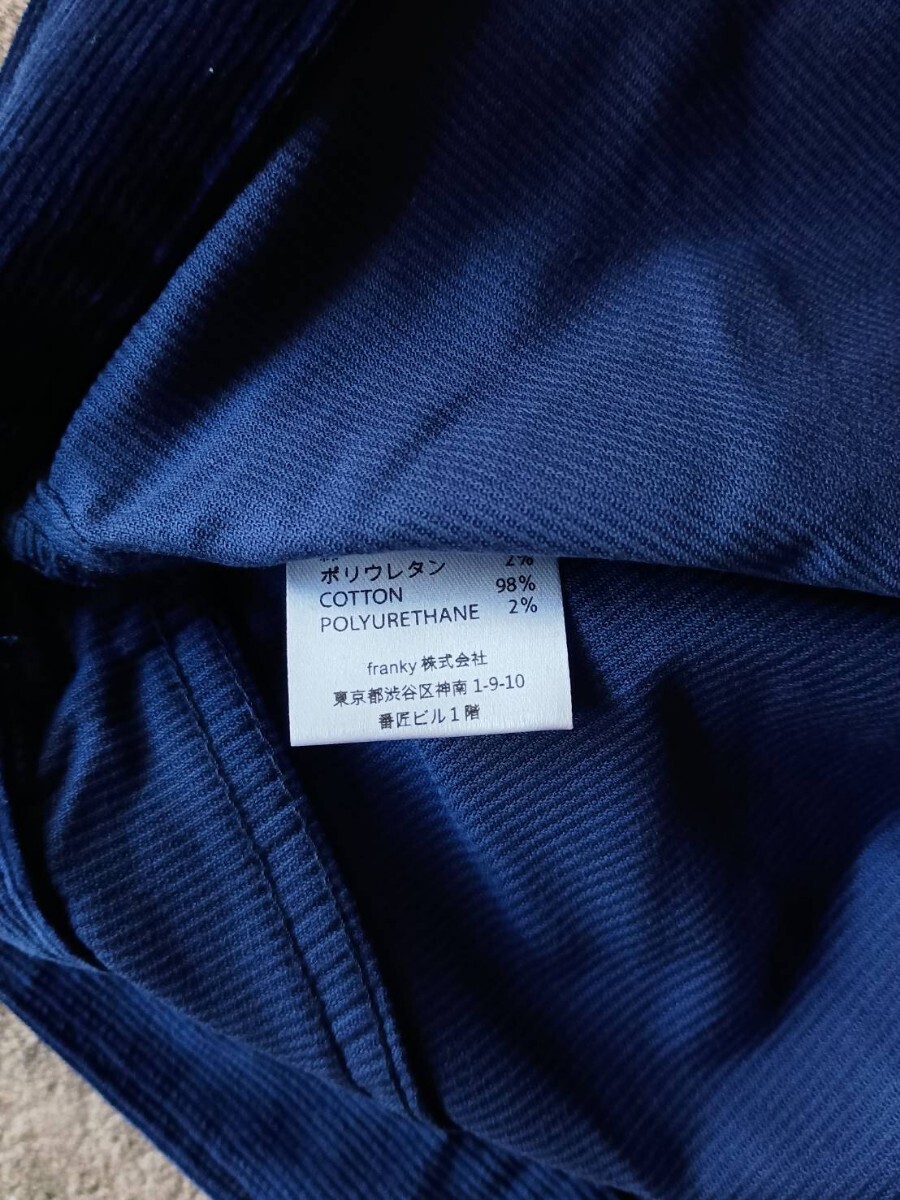 ポリウレタン 2%
COTTON 98%
POLYURETHANE 2%
franky 株式会社
東京都渋谷区神南1-9-10
番匠ビル1階